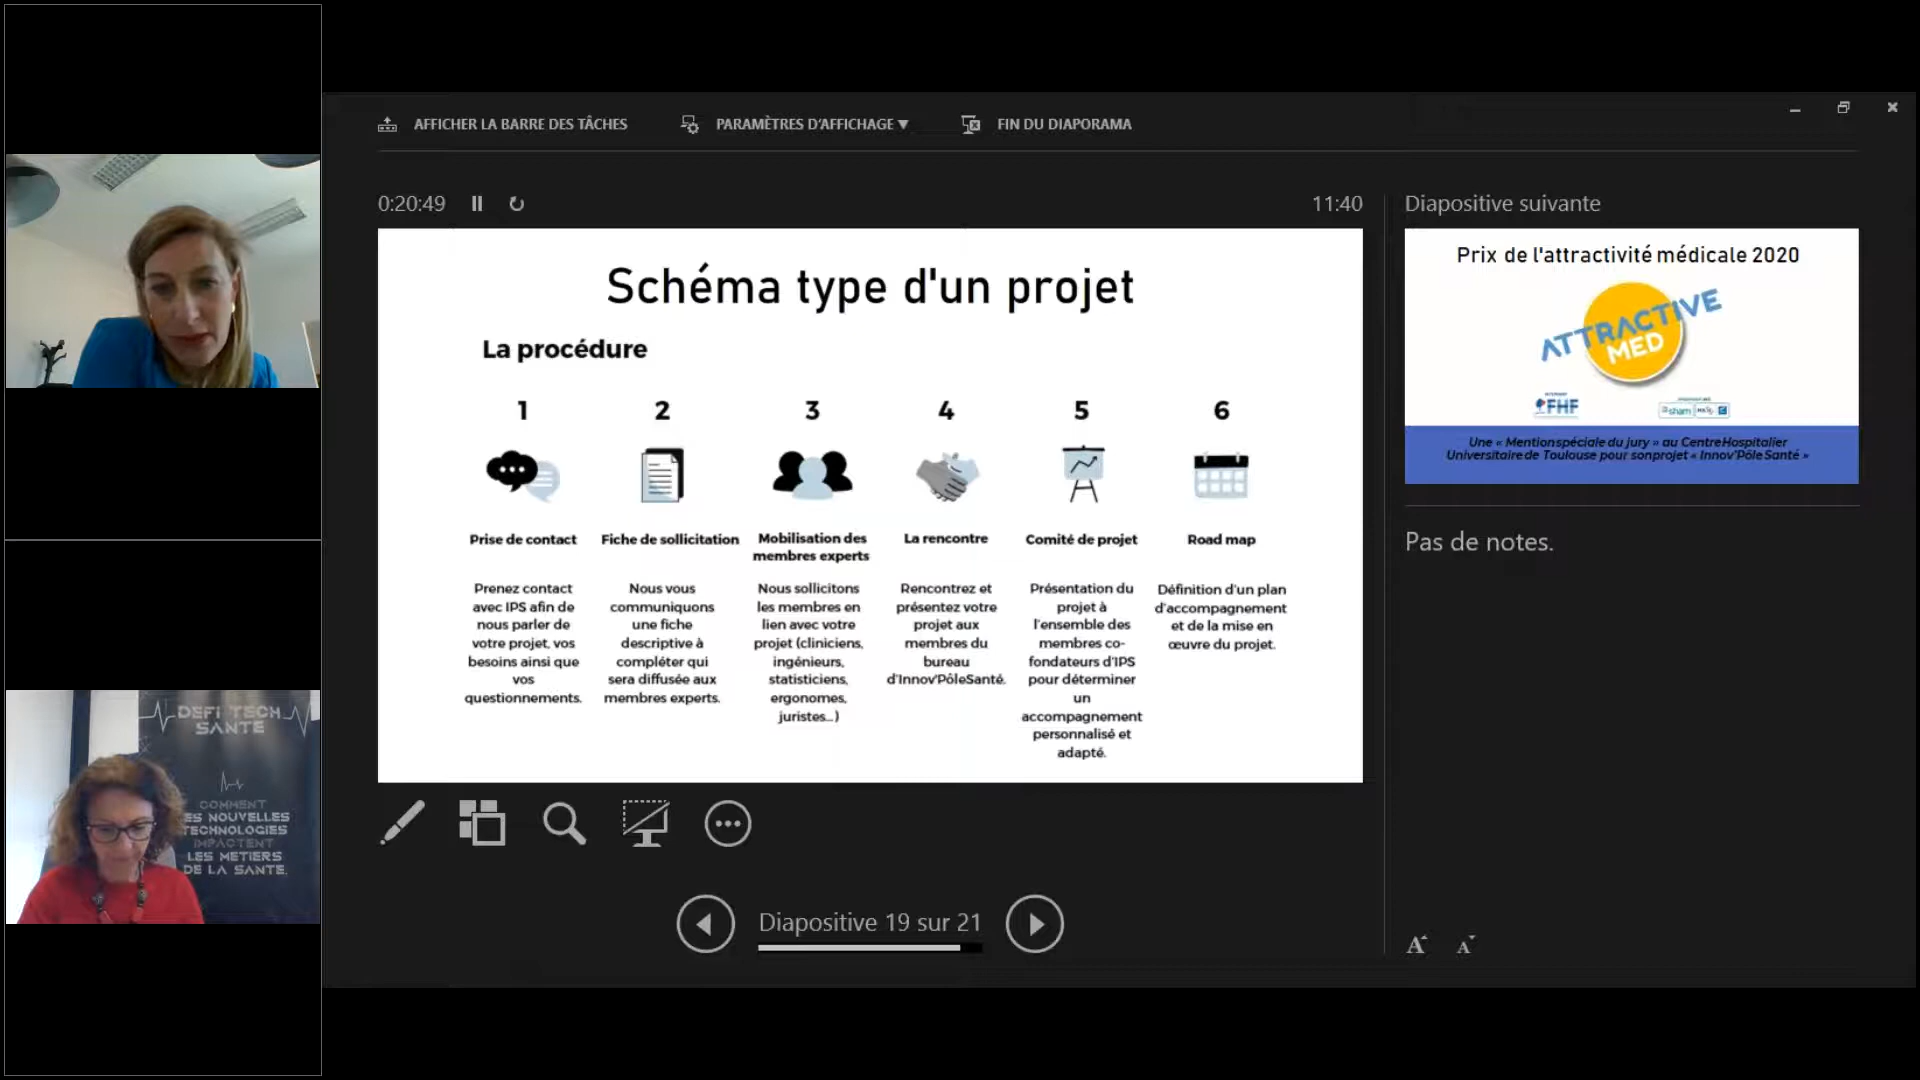 AFFICHER LA BARRE DES TÂCHES
PARAMÈTRES D'AFFICHAGE ▼
FIN DU DIAPORAMA
0:20:49
11:40
Schéma type d'un projet
La procédure
1
2
3
4
5
6
Prise de contact
Fiche de sollicitation
Mobilisation des
membres experts
La rencontre
Comité de projet
Road map
Prenez contact
avec IPS afin de
nous parler de
votre projet, vos
besoins ainsi que
vos
questionnements.
Nous vous
communiquons
une fiche
descriptive à
compléter qui
sera diffusée aux
membres experts.
Nous sollicitons
les membres en
lien avec votre
projet (cliniciens,
ingénieurs,
statisticiens,
ergonomes,
juristes...)
Rencontrez et
présentez votre
projet aux
membres du
bureau
d'Innov'PôleSanté.
Présentation du
projet à
l'ensemble des
membres co-
fondateurs d'IPS
pour déterminer
un
accompagnement
personnalisé et
adapté.
Définition d'un plan
d'accompagnement
et de la mise en
œuvre du projet.
Diapositive 19 sur 21
Diapositive suivante
Prix de l'attractivité médicale 2020
ATTRACTIVE
MED
FHF
sham
Une « Mention spéciale du jury » au Centre Hospitalier
Universitaire de Toulouse pour son projet « Innov'Pôle Santé »
Pas de notes.
A A
DEFI TECH
SANTE
COMMENT
ES NOUVELLES
TECHNOLOGIES
IMPACTENT
LES METIERS
DE LA SANTE.